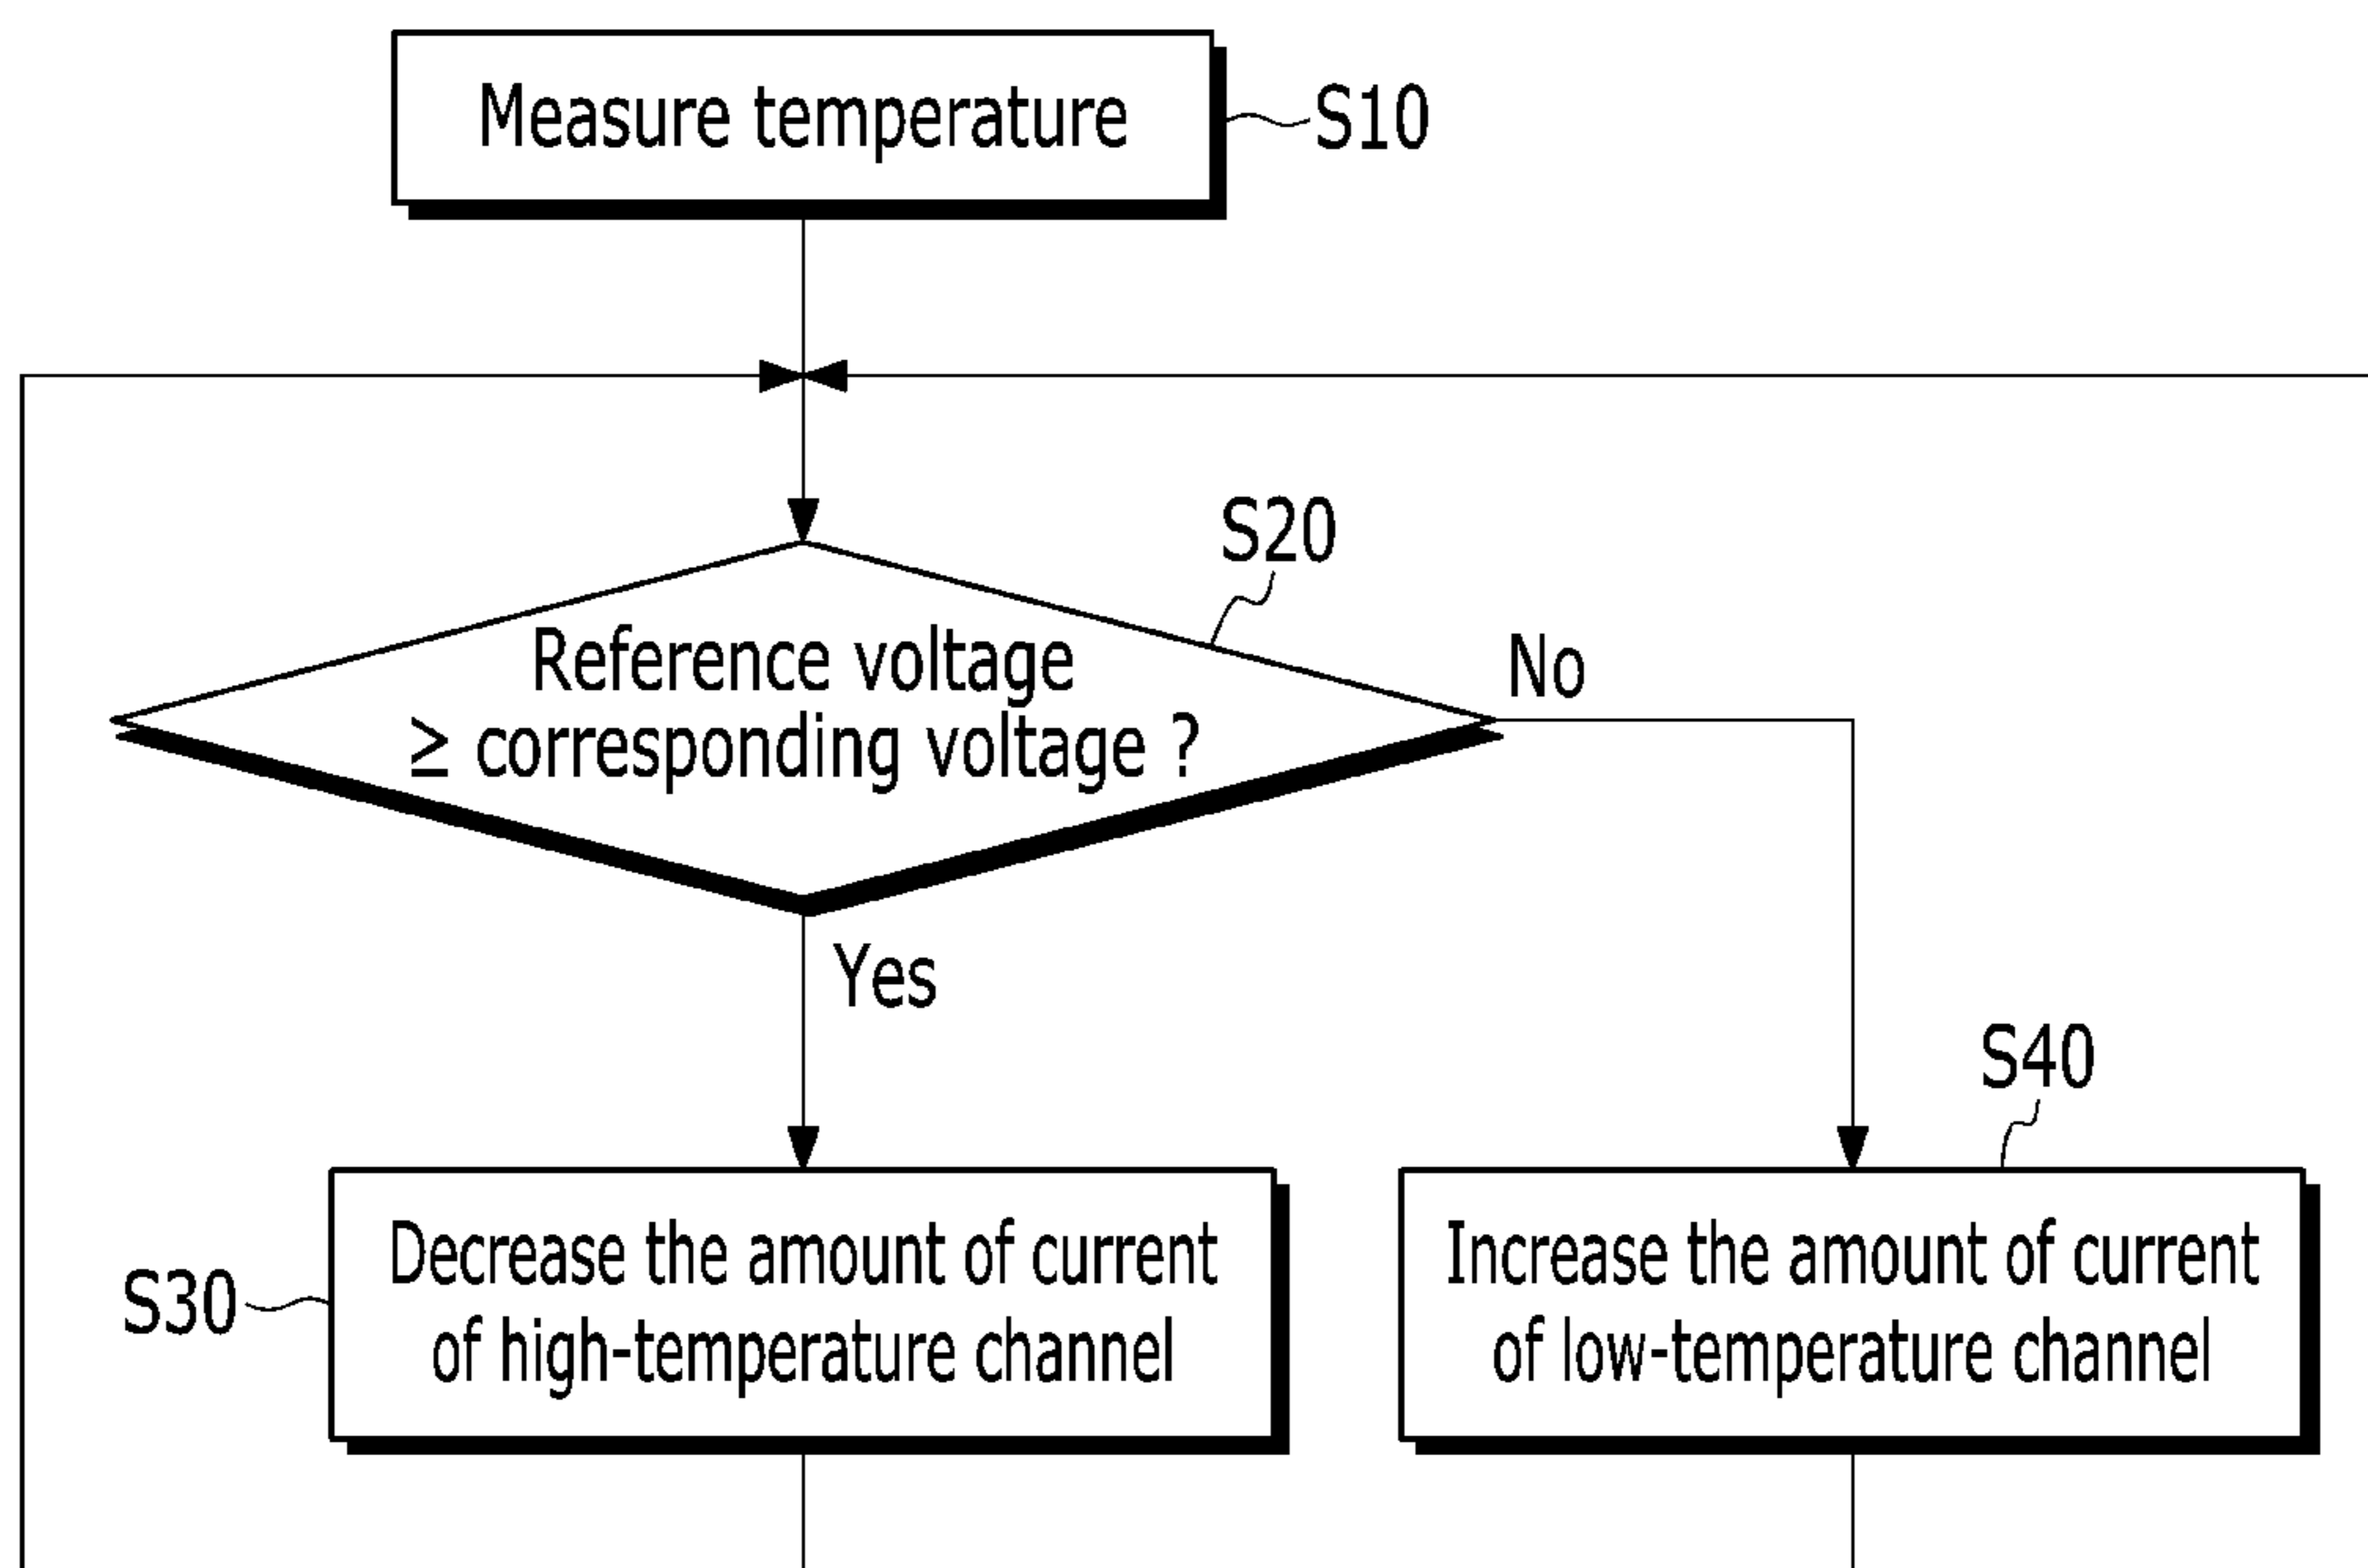 Measure temperature
S10
S20
Reference voltage
≥ corresponding voltage ?
No
Yes
S40
S30
Decrease the amount of current
of high-temperature channel
Increase the amount of current
of low-temperature channel